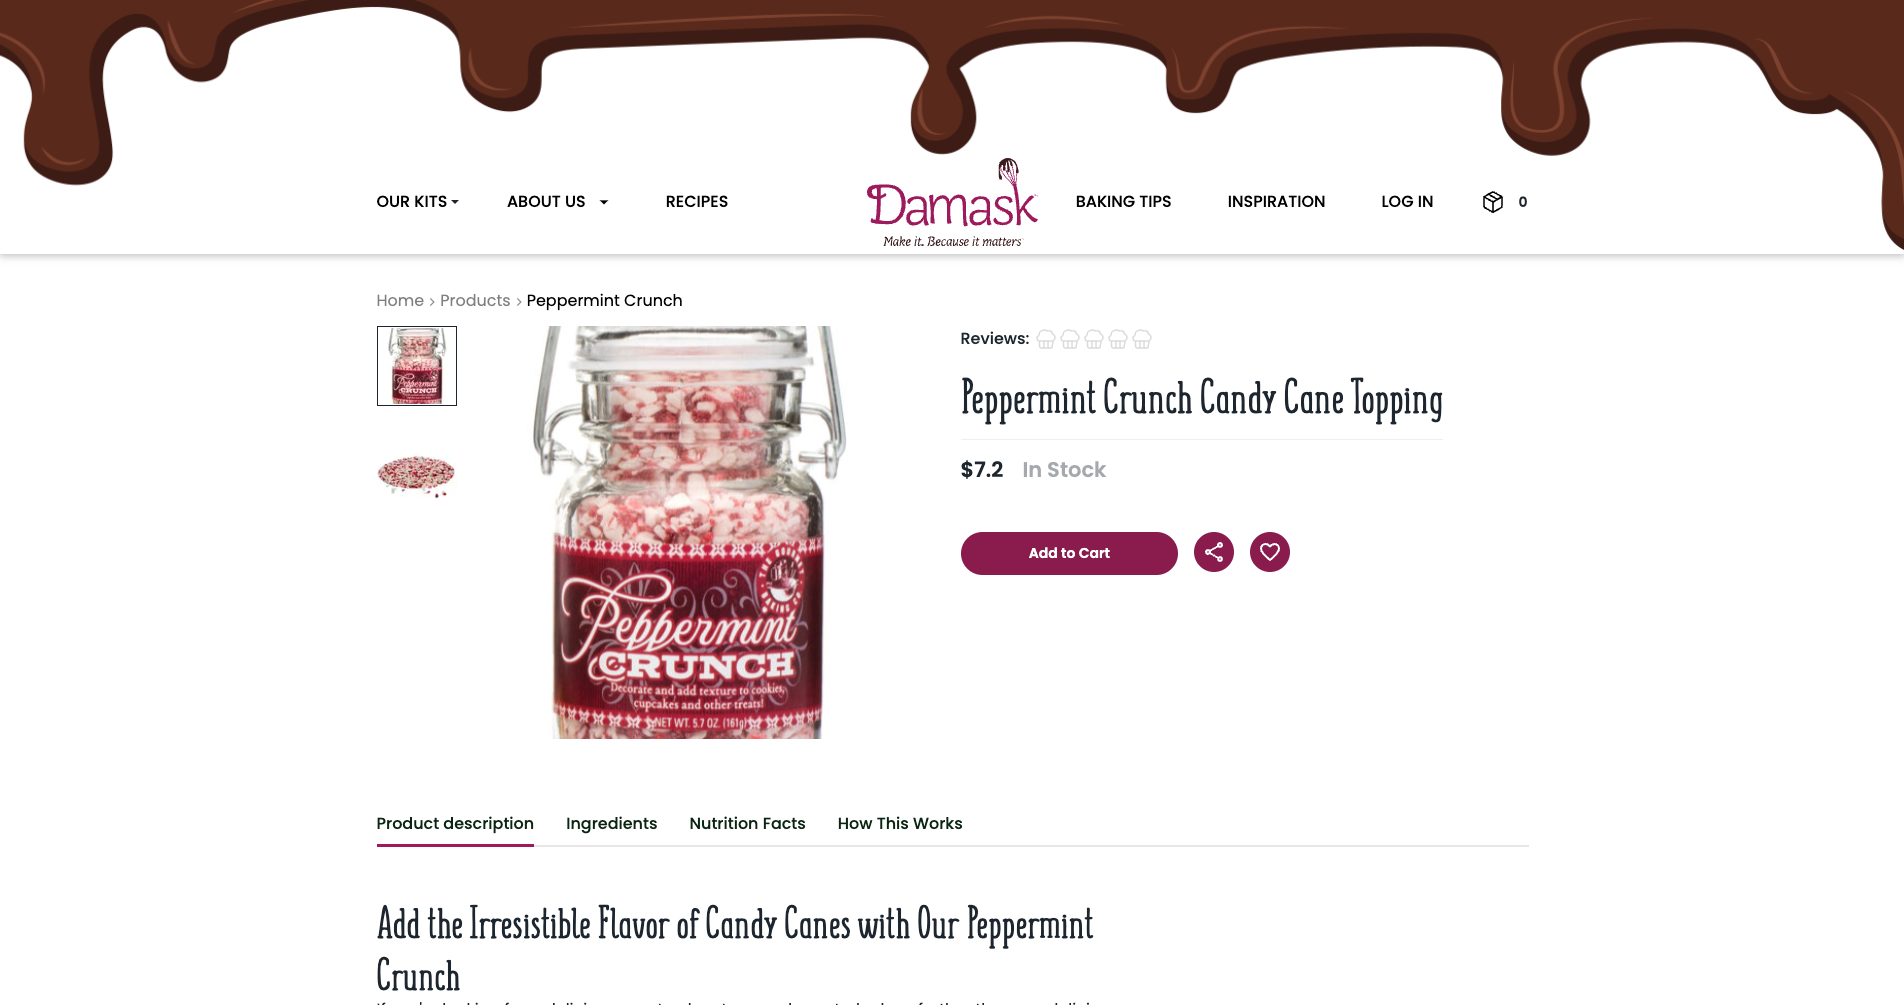 OUR KITS
ABOUT US
RECIPES
Damask
Make it. Because it matters
BAKING TIPS
INSPIRATION
LOG IN
0
Home › Products › Peppermint Crunch
Peppermint
CRUNCH
Reviews:
Peppermint Crunch Candy Cane Topping
$7.2 In Stock
Add to Cart
Peppermint
CRUNCH
Decorate and add texture to cookies,
cupcakes and other treats!
NET WT. 5.7 OZ. (161g)
Product description
Ingredients
Nutrition Facts
How This Works
Add the Irresistible Flavor of Candy Canes with Our Peppermint
Crunch